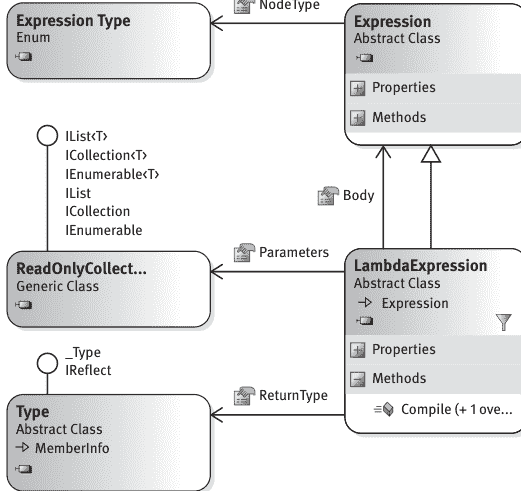 NodeType
Expression Type
Enum
Expression
Abstract Class
Properties
Methods
IList<T>
ICollection<T>
IEnumerable<T>
IList
ICollection
IEnumerable
Body
ReadOnlyCollect...
Generic Class
Parameters
LambdaExpression
Abstract Class
Expression
Properties
Methods
Compile (+ 1 ove...
_Type
IReflect
ReturnType
Type
Abstract Class
MemberInfo